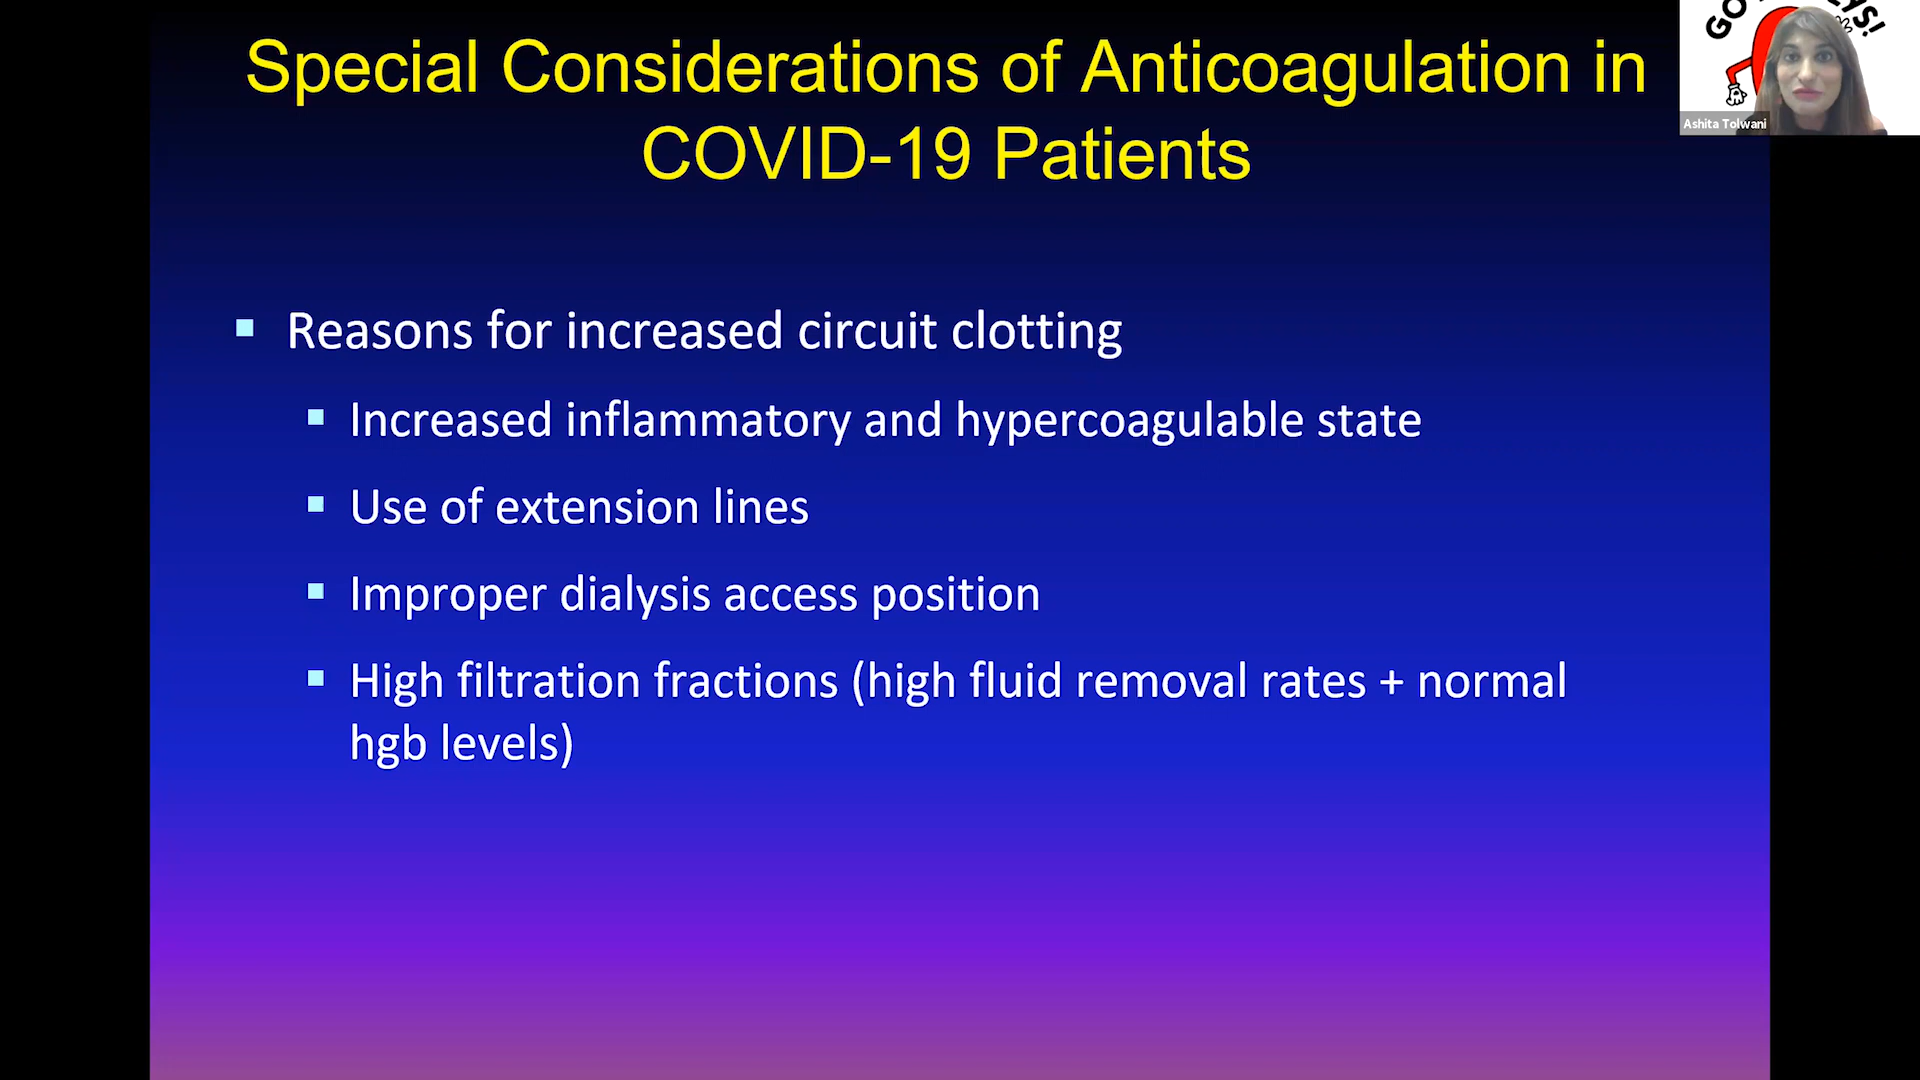 Special Considerations of Anticoagulation in
COVID-19 Patients
Ashita Tolwani
Reasons for increased circuit clotting
Increased inflammatory and hypercoagulable state
Use of extension lines
Improper dialysis access position
High filtration fractions (high fluid removal rates + normal
hgb levels)